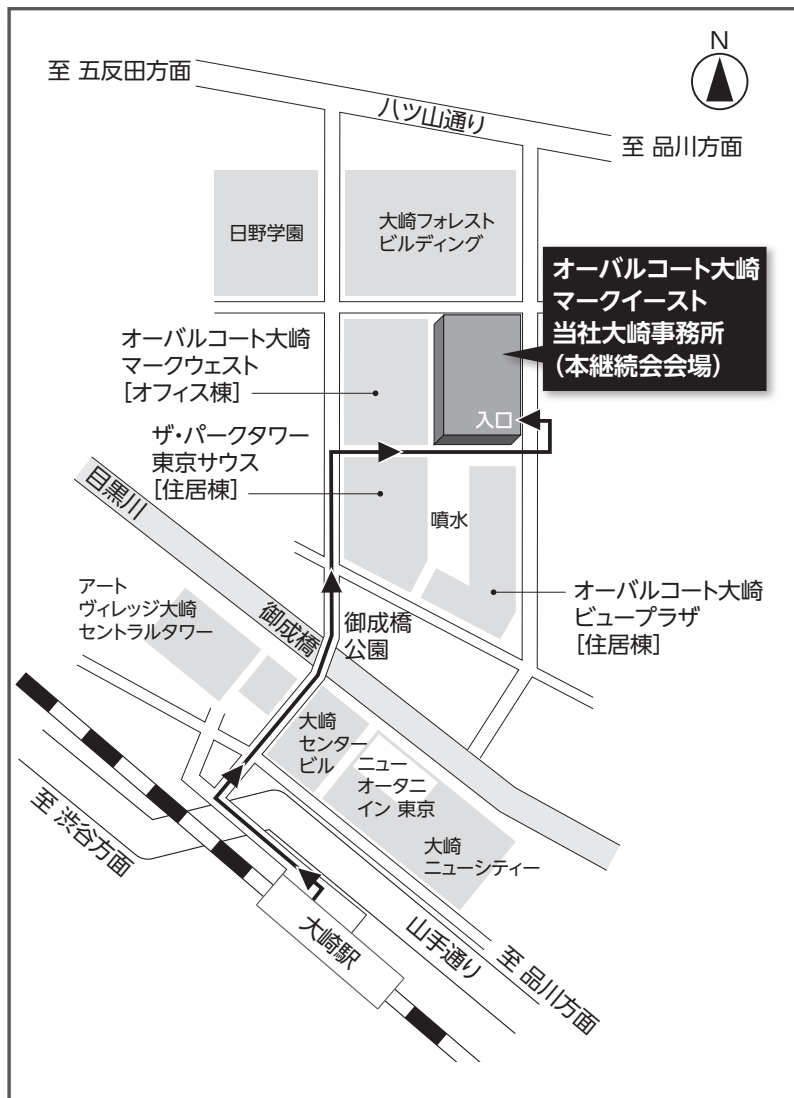 N
至 五反田方面
八ツ山通り
至 品川方面
日野学園
大崎フォレスト
ビルディング
オーバルコート大崎
マークイースト
当社大崎事務所
（本継続会会場）
オーバルコート大崎
マークウェスト
［オフィス棟］
入口
ザ・パークタワー
東京サウス
［住居棟］
目黒川
噴水
アート
ヴィレッジ大崎
セントラルタワー
御成橋
御成橋
公園
オーバルコート大崎
ビュープラザ
［住居棟］
大崎
センター
ビル
ニュー
オータニ
イン 東京
大崎
ニューシティー
至 渋谷方面
大崎駅
山手通り
至 品川方面